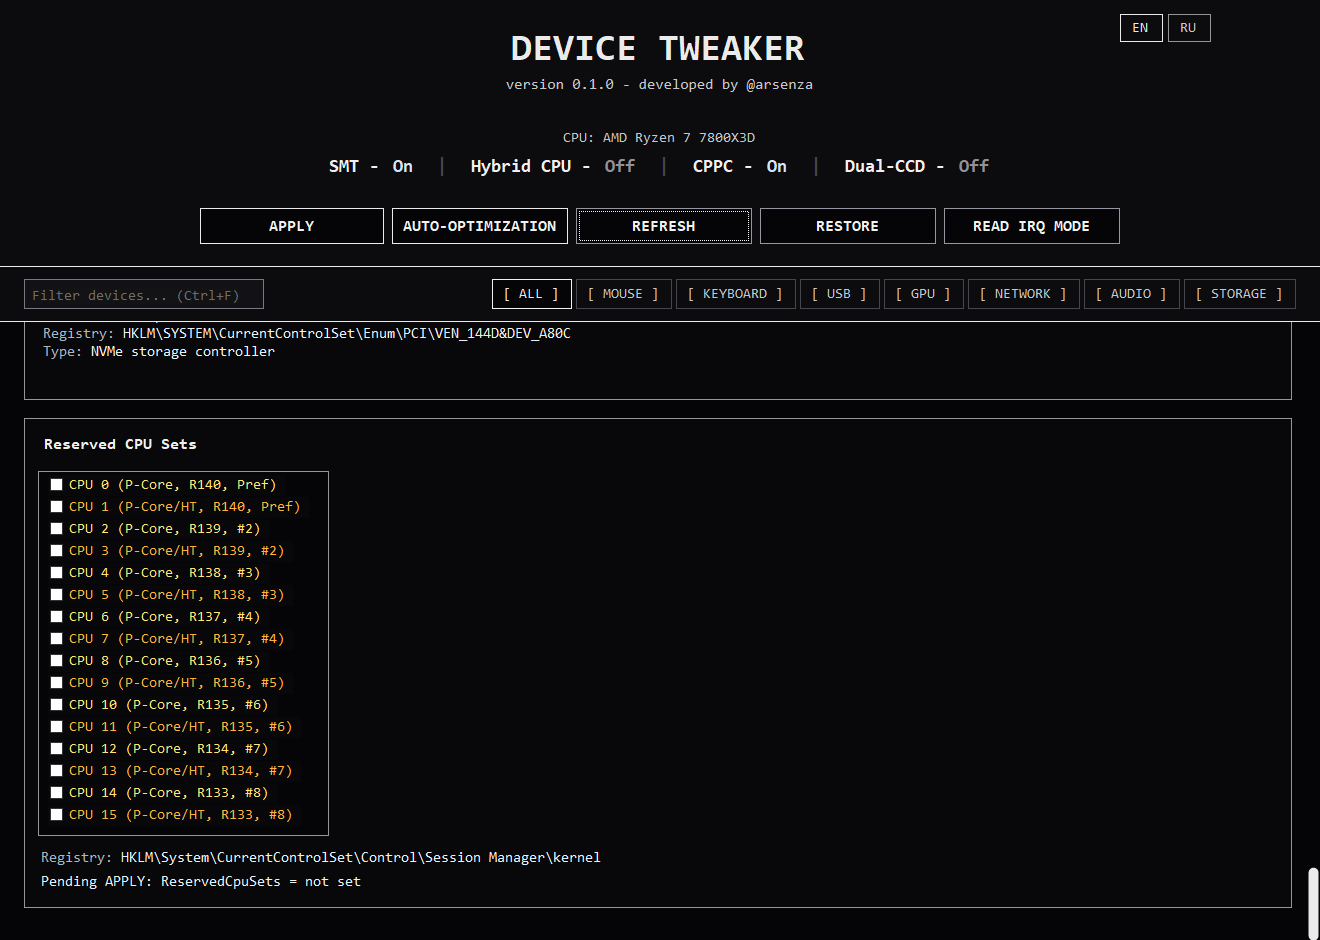 EN RU
DEVICE TWEAKER
version 0.1.0 - developed by @arsenza
CPU: AMD Ryzen 7 7800X3D
SMT - On | Hybrid CPU - Off | CPPC - On | Dual-CCD - Off
APPLY AUTO-OPTIMIZATION REFRESH RESTORE READ IRQ MODE
Filter devices... (Ctrl+F) [ ALL ] [ MOUSE ] [ KEYBOARD ] [ USB ] [ GPU ] [ NETWORK ] [ AUDIO ] [ STORAGE ]
Registry: HKLM\SYSTEM\CurrentControlSet\Enum\PCI\VEN_144D&DEV_A80C
Type: NVMe storage controller
Reserved CPU Sets
CPU 0 (P-Core, R140, Pref)
CPU 1 (P-Core/HT, R140, Pref)
CPU 2 (P-Core, R139, #2)
CPU 3 (P-Core/HT, R139, #2)
CPU 4 (P-Core, R138, #3)
CPU 5 (P-Core/HT, R138, #3)
CPU 6 (P-Core, R137, #4)
CPU 7 (P-Core/HT, R137, #4)
CPU 8 (P-Core, R136, #5)
CPU 9 (P-Core/HT, R136, #5)
CPU 10 (P-Core, R135, #6)
CPU 11 (P-Core/HT, R135, #6)
CPU 12 (P-Core, R134, #7)
CPU 13 (P-Core/HT, R134, #7)
CPU 14 (P-Core, R133, #8)
CPU 15 (P-Core/HT, R133, #8)
Registry: HKLM\System\CurrentControlSet\Control\Session Manager\kernel
Pending APPLY: ReservedCpuSets = not set